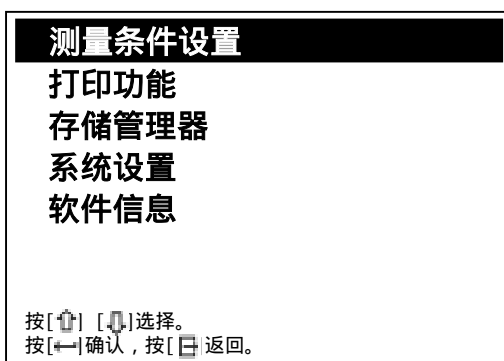 测量条件设置
打印功能
存储管理器
系统设置
软件信息
按[⇧] [⇩]选择。
按[↵]确认，按[]返回。